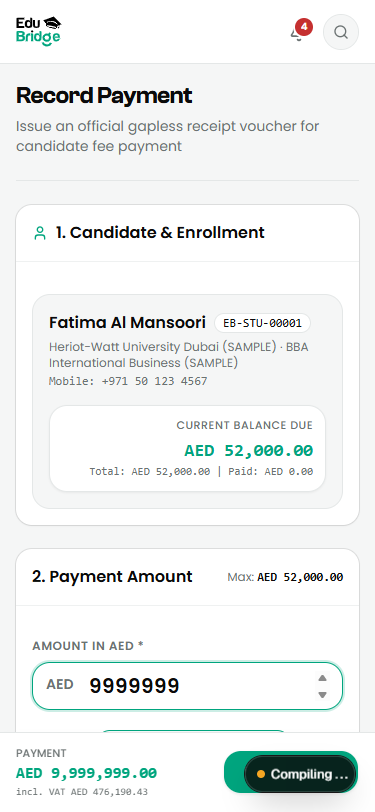 Edu
Bridge
4
Record Payment
Issue an official gapless receipt voucher for
candidate fee payment
1. Candidate & Enrollment
Fatima Al Mansoori EB-STU-00001
Heriot-Watt University Dubai (SAMPLE) · BBA
International Business (SAMPLE)
Mobile: +971 50 123 4567
CURRENT BALANCE DUE
AED 52,000.00
Total: AED 52,000.00 | Paid: AED 0.00
2. Payment Amount Max: AED 52,000.00
AMOUNT IN AED *
AED 9999999
PAYMENT
AED 9,999,999.00
incl. VAT AED 476,190.43
Compiling ...